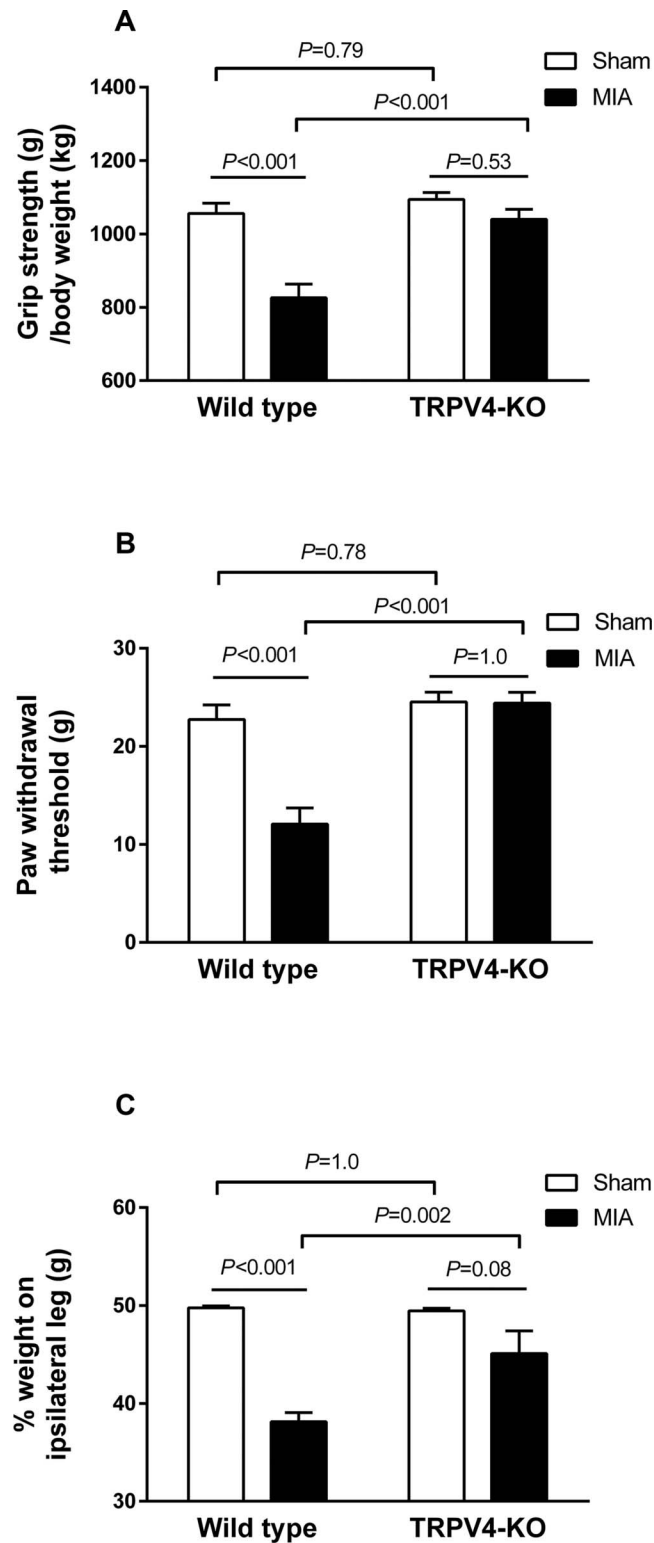 A
P=0.79
Sham
MIA
P<0.001
P<0.001
P=0.53
Grip strength (g)
/body weight (kg)
1400
1200
1000
800
600
Wild type
TRPV4-KO
B
P=0.78
Sham
MIA
P<0.001
P<0.001
P=1.0
Paw withdrawal
threshold (g)
30
20
10
0
Wild type
TRPV4-KO
C
P=1.0
Sham
MIA
P=0.002
P<0.001
P=0.08
% weight on
ipsilateral leg (g)
60
50
40
30
Wild type
TRPV4-KO